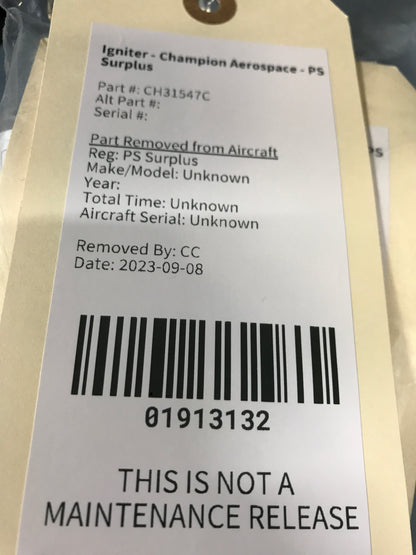 Igniter - Champion Aerospace - PS
Surplus
Part #: CH31547C
Alt Part #:
Serial #:
Part Removed from Aircraft
Reg: PS Surplus
Make/Model: Unknown
Year:
Total Time: Unknown
Aircraft Serial: Unknown
Removed By: CC
Date: 2023-09-08
01913132
THIS IS NOT A
MAINTENANCE RELEASE
PS